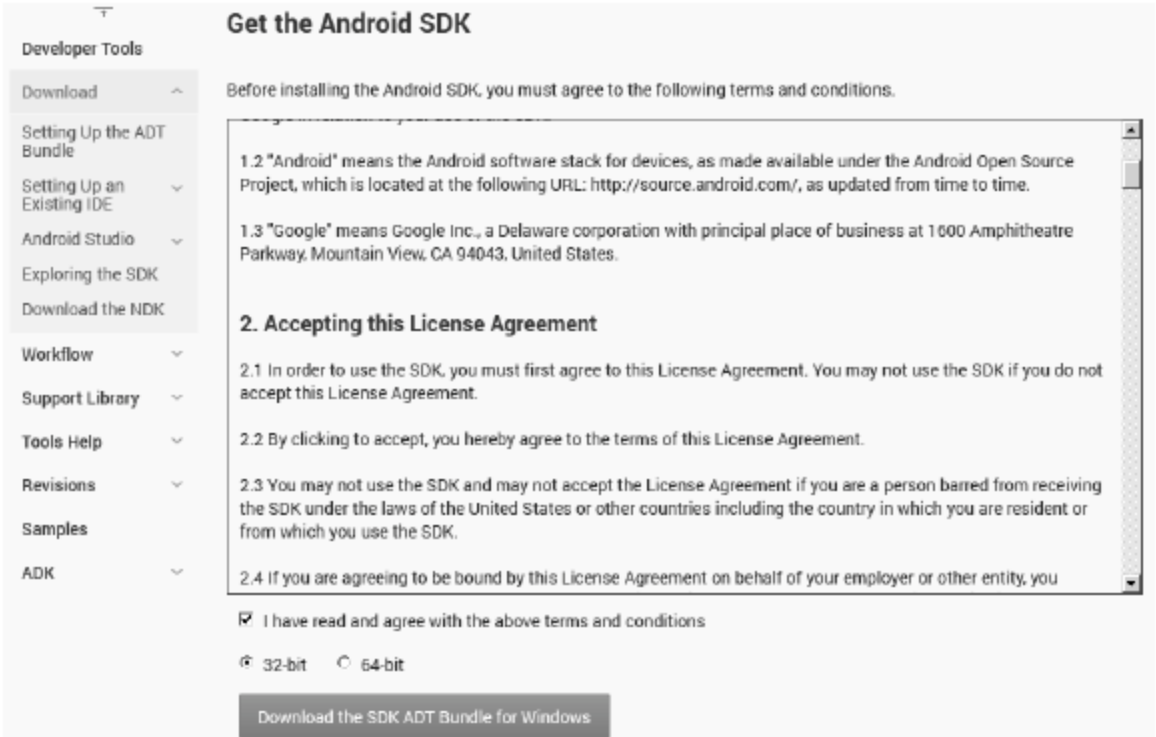 Get the Android SDK
Developer Tools
Download
Setting Up the ADT
Bundle
Setting Up an
Existing IDE
Android Studio
Exploring the SDK
Download the NDK
Workflow
Support Library
Tools Help
Revisions
Samples
ADK
Before installing the Android SDK, you must agree to the following terms and conditions.
1.2 "Android" means the Android software stack for devices, as made available under the Android Open Source
Project, which is located at the following URL: http://source.android.com/, as updated from time to time.
1.3 "Google" means Google Inc., a Delaware corporation with principal place of business at 1600 Amphitheatre
Parkway, Mountain View, CA 94043, United States.
2. Accepting this License Agreement
2.1 In order to use the SDK, you must first agree to this License Agreement. You may not use the SDK if you do not
accept this License Agreement.
2.2 By clicking to accept, you hereby agree to the terms of this License Agreement.
2.3 You may not use the SDK and may not accept the License Agreement if you are a person barred from receiving
the SDK under the laws of the United States or other countries including the country in which you are resident or
from which you use the SDK.
2.4 If you are agreeing to be bound by this License Agreement on behalf of your employer or other entity, you
I have read and agree with the above terms and conditions
32-bit 64-bit
Download the SDK ADT Bundle for Windows